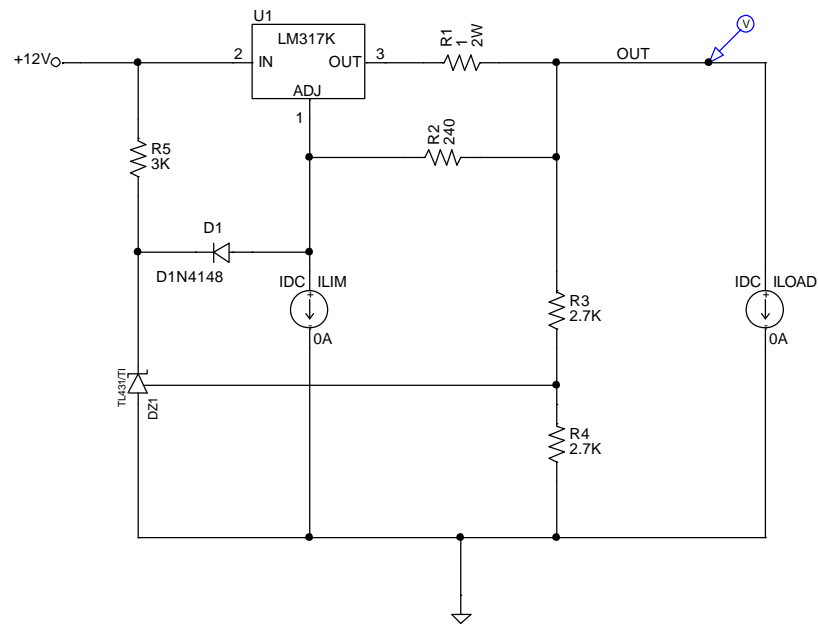 U1
LM317K
+12V
2
IN
OUT
3
R1
1
2W
OUT
V
ADJ
1
R5
3K
R2
240
D1
D1N4148
IDC
ILIM
0A
R3
2.7K
IDC
ILOAD
0A
TL431/TI
DZ1
R4
2.7K